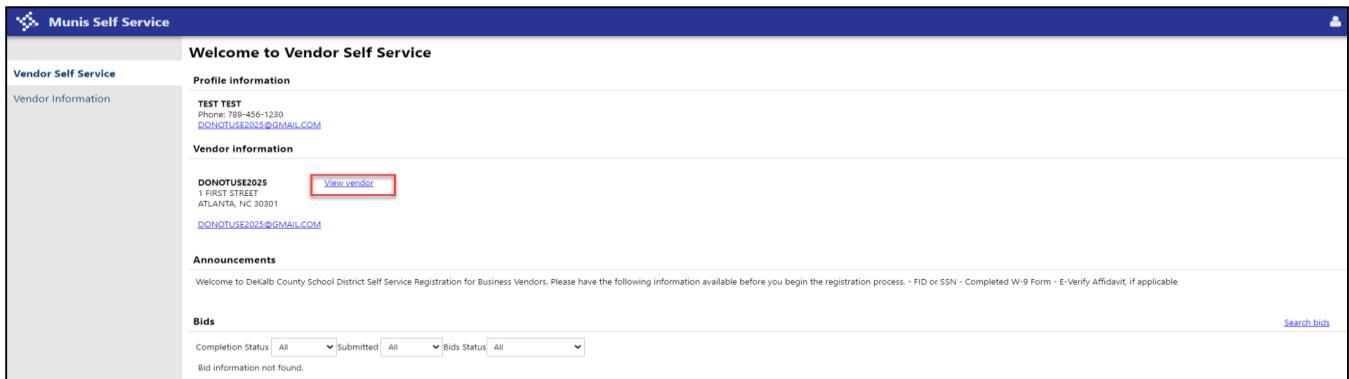 Munis Self Service
Welcome to Vendor Self Service
Vendor Self Service
Vendor Information
Profile information
TEST TEST
Phone: 789-456-1230
DONOTUSE2025@GMAIL.COM
Vendor information
DONOTUSE2025 View vendor
1 FIRST STREET
ATLANTA, NC 30301
DONOTUSE2025@GMAIL.COM
Announcements
Welcome to DeKalb County School District Self Service Registration for Business Vendors. Please have the following information available before you begin the registration process. - FID or SSN - Completed W-9 Form - E-Verify Affidavit, if applicable
Bids Search bids
Completion Status All Submitted All Bids Status All
Bid information not found.